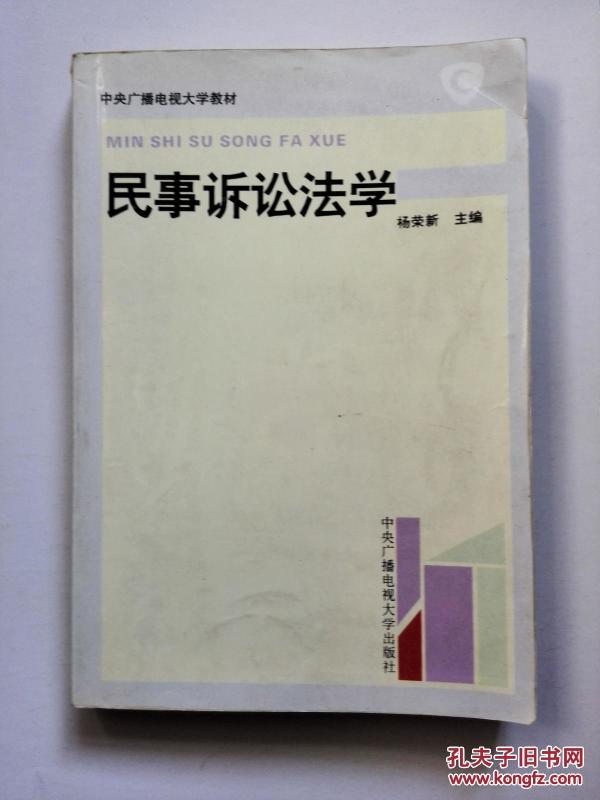 中央广播电视大学教材
MIN SHI SU SONG FA XUE
民事诉讼法学
杨荣新 主编
中央广播电视大学出版社
孔夫子旧书网
www.kongfz.com